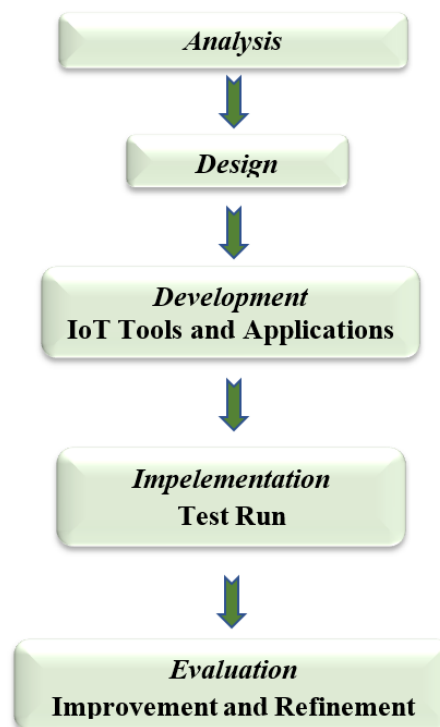 Analysis
Design
Development
IoT Tools and Applications
Impelementation
Test Run
Evaluation
Improvement and Refinement